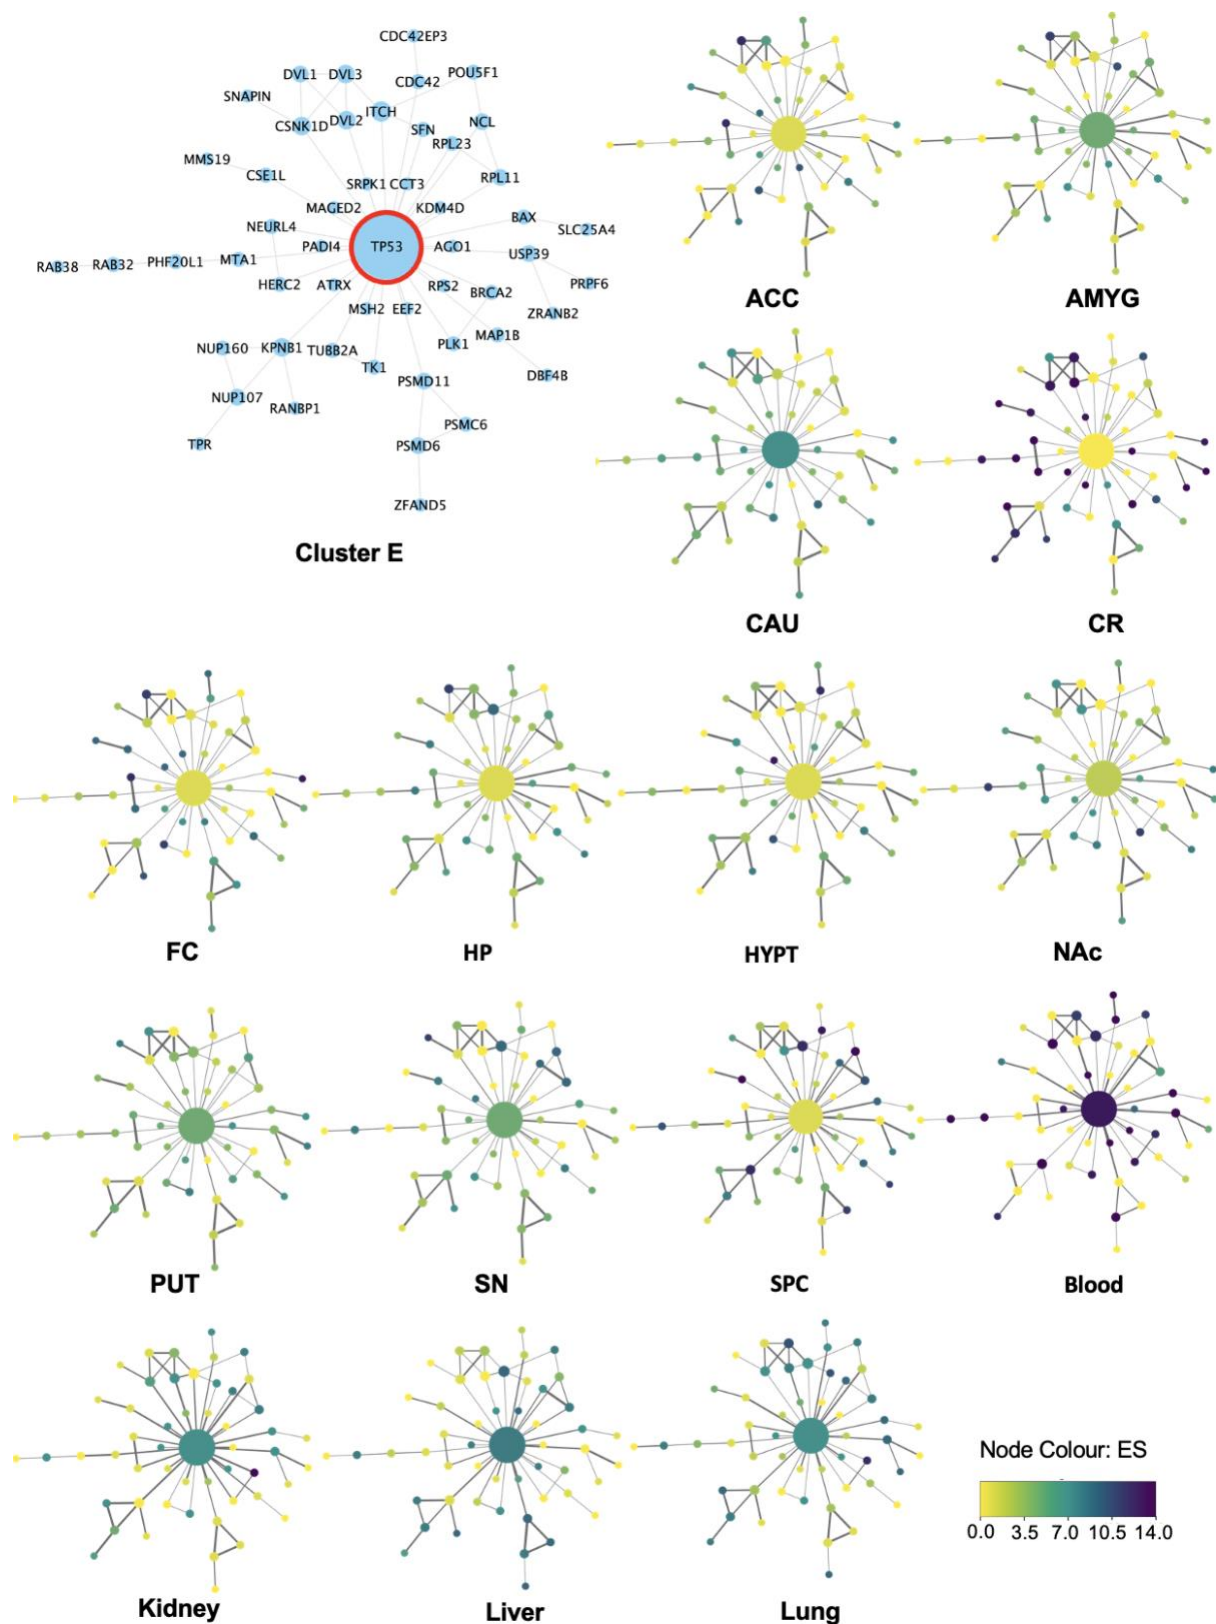 CDC42EP3
DVL1 DVL3 CDC42 POU5F1
SNAPIN
ITCH
CSNK1D DVL2 SFN NCL
RPL23
MMS19
CSE1L SRPK1 CCT3 RPL11
MAGED2 KDM4D
NEURL4 BAX
SLC25A4
PADI4 TP53 AGO1 USP39
RAB38 RAB32 PHF20L1 MTA1
HERC2 ATRX RPS2 BRCA2 PRPF6
MSH2 EEF2 ZRANB2
NUP160 KPNB1 TUBB2A PLK1 MAP1B
TK1 DBF4B
PSMD11
NUP107 RANBP1
PSMC6
TPR PSMD6
ZFAND5
Cluster E
ACC AMYG
CAU CR
FC HP HYPT NAc
PUT SN SPC Blood
Kidney Liver Lung
Node Colour: ES
0.0 3.5 7.0 10.5 14.0